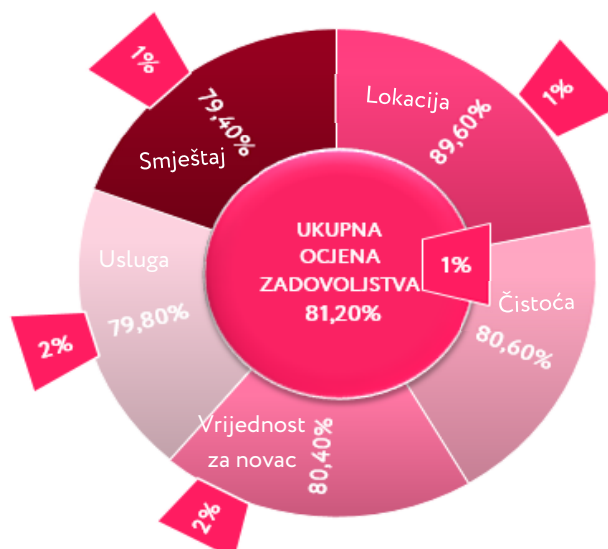 1%
79,40%
Smještaj
Lokacija
89,60%
1%
UKUPNA
OCJENA
ZADOVOLJSTVA
81,20%
1%
Čistoća
80,60%
Usluga
79,80%
2%
Vrijednost
za novac
80,40%
2%